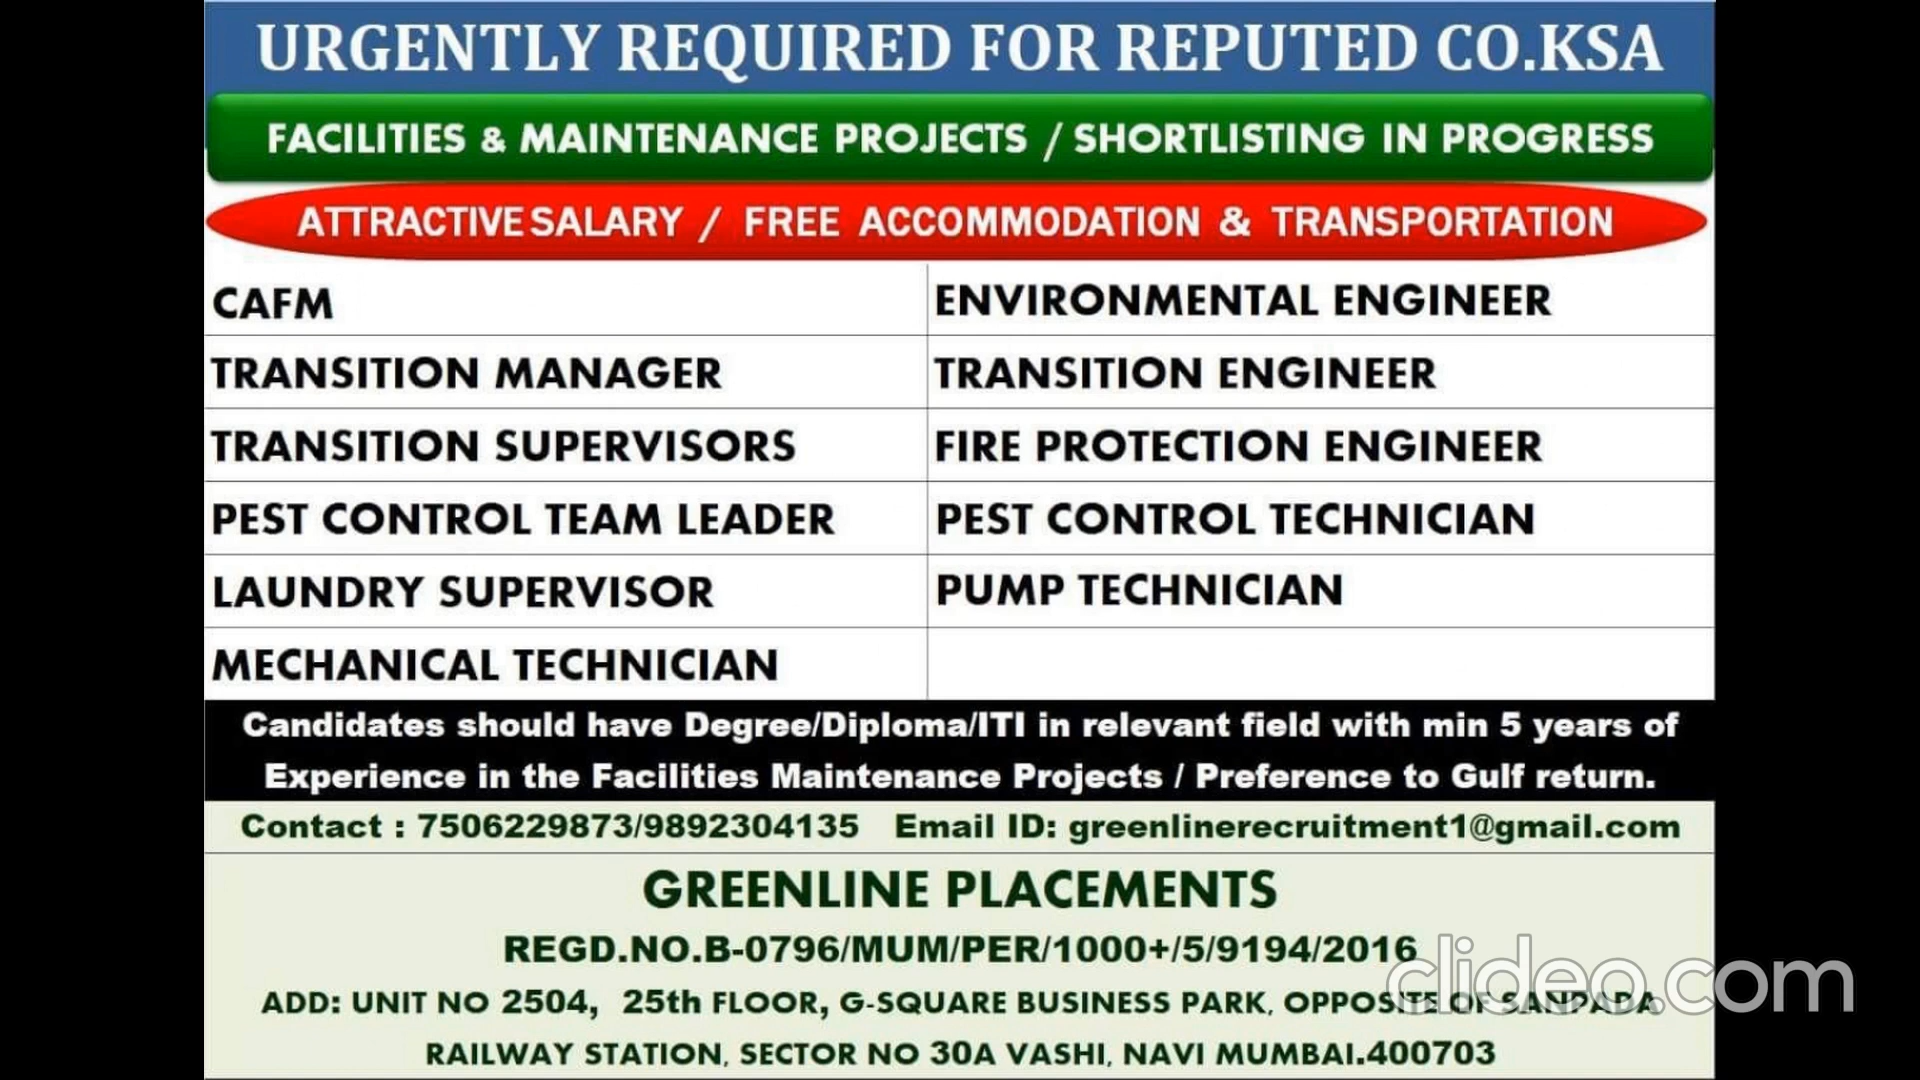 URGENTLY REQUIRED FOR REPUTED CO.KSA
FACILITIES & MAINTENANCE PROJECTS / SHORTLISTING IN PROGRESS
ATTRACTIVE SALARY / FREE ACCOMMODATION & TRANSPORTATION
CAFM
ENVIRONMENTAL ENGINEER
TRANSITION MANAGER
TRANSITION ENGINEER
TRANSITION SUPERVISORS
FIRE PROTECTION ENGINEER
PEST CONTROL TEAM LEADER
PEST CONTROL TECHNICIAN
LAUNDRY SUPERVISOR
PUMP TECHNICIAN
MECHANICAL TECHNICIAN
Candidates should have Degree/Diploma/ITI in relevant field with min 5 years of
Experience in the Facilities Maintenance Projects / Preference to Gulf return.
Contact : 7506229873/9892304135 Email ID: greenlinerecruitment1@gmail.com
GREENLINE PLACEMENTS
REGD.NO.B-0796/MUM/PER/1000+/5/9194/2016
ADD: UNIT NO 2504, 25th FLOOR, G-SQUARE BUSINESS PARK, OPPOSITE OF SANPADA
RAILWAY STATION, SECTOR NO 30A VASHI, NAVI MUMBAI.400703
clideo.com